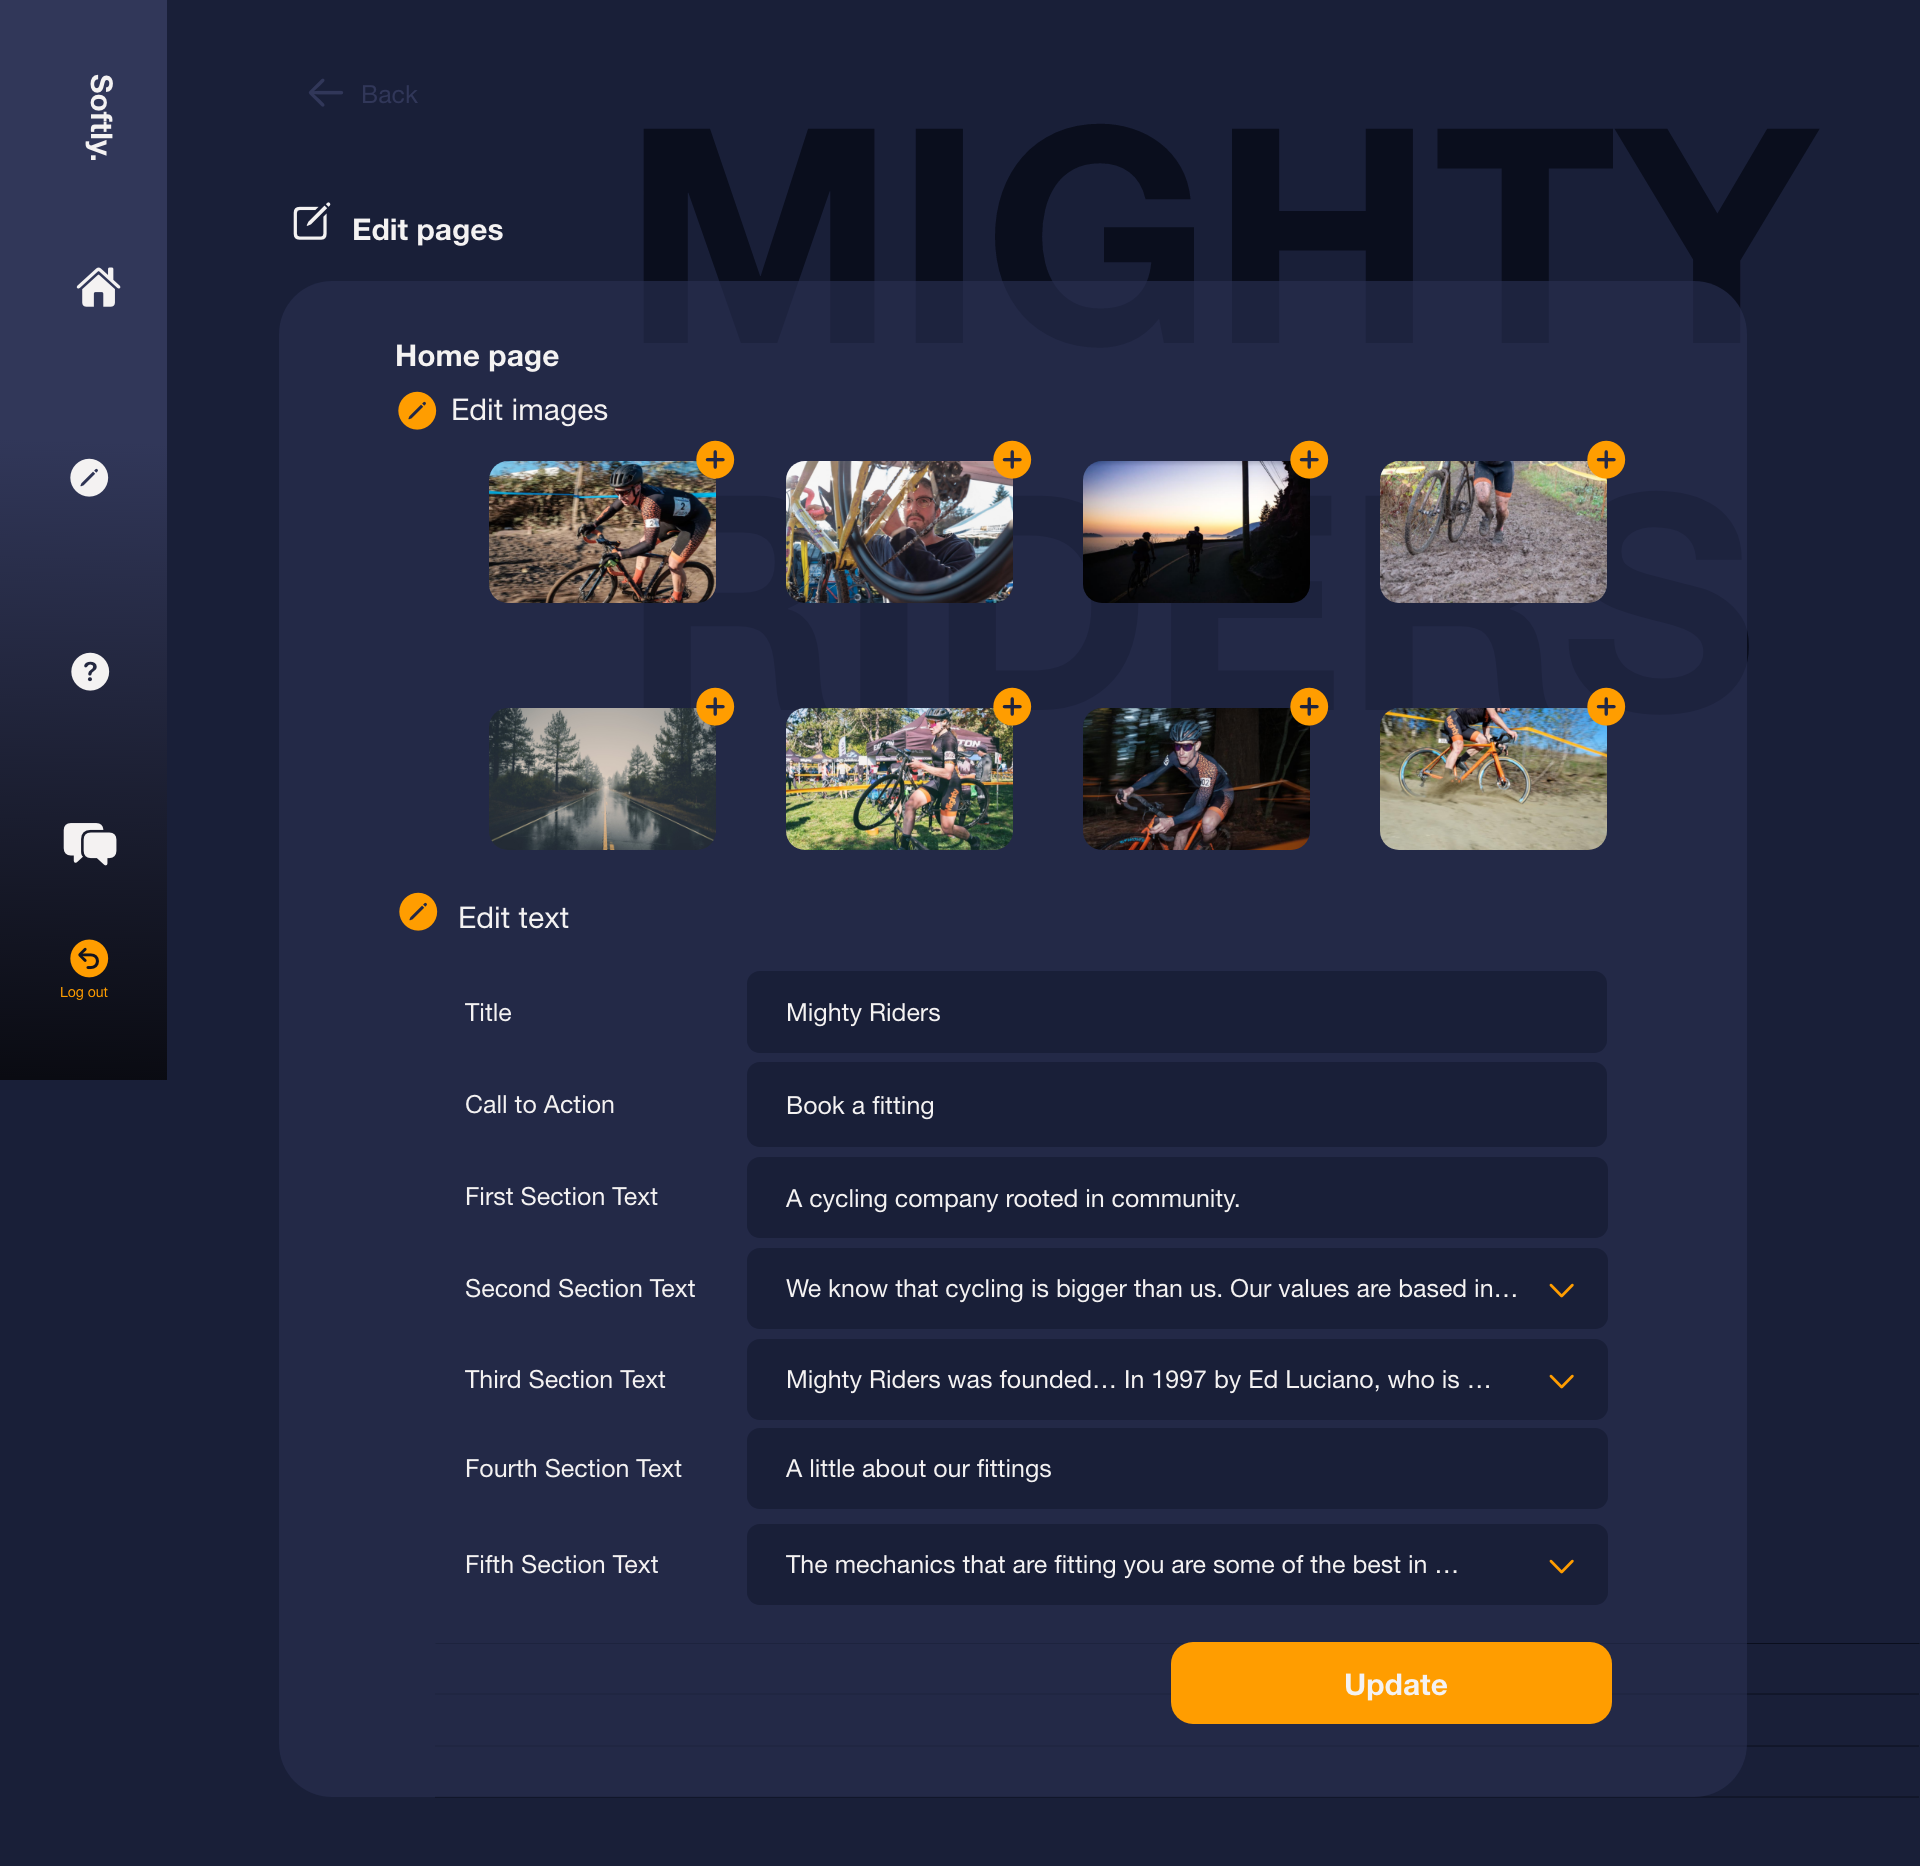 Softly.
Back
MIGHTY
RIDERS
Edit pages
Home page
Edit images
2
TON
Edit text
Log out
Title
Mighty Riders
Call to Action
Book a fitting
First Section Text
A cycling company rooted in community.
Second Section Text
We know that cycling is bigger than us. Our values are based in...
Third Section Text
Mighty Riders was founded... In 1997 by Ed Luciano, who is ...
Fourth Section Text
A little about our fittings
Fifth Section Text
The mechanics that are fitting you are some of the best in ...
Update